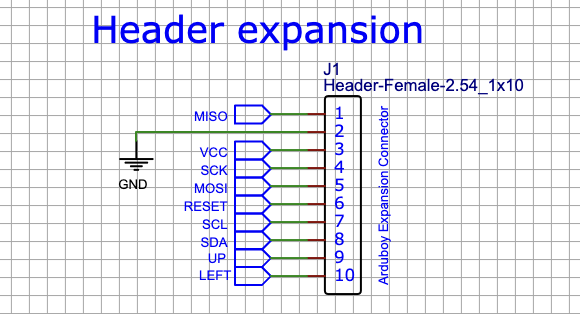 Header expansion
J1
Header-Female-2.54_1x10
MISO 1
2
VCC 3
SCK 4
MOSI 5
RESET 6
SCL 7
SDA 8
UP 9
LEFT 10
GND
Arduboy Expansion Connector